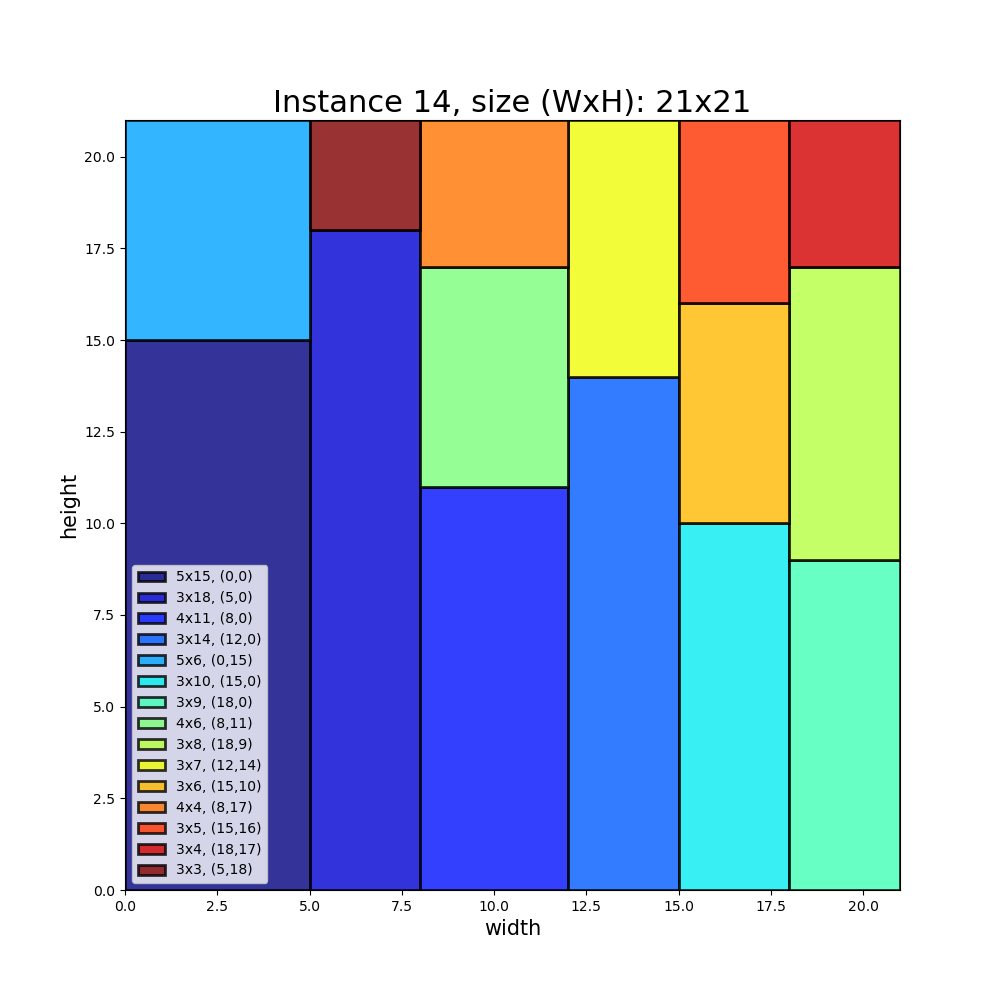 Instance 14, size (WxH): 21x21
height
20.0
17.5
15.0
12.5
10.0
7.5
5.0
2.5
0.0
5x15, (0,0)
3x18, (5,0)
4x11, (8,0)
3x14, (12,0)
5x6, (0,15)
3x10, (15,0)
3x9, (18,0)
4x6, (8,11)
3x8, (18,9)
3x7, (12,14)
3x6, (15,10)
4x4, (8,17)
3x5, (15,16)
3x4, (18,17)
3x3, (5,18)
0.0 2.5 5.0 7.5 10.0 12.5 15.0 17.5 20.0
width